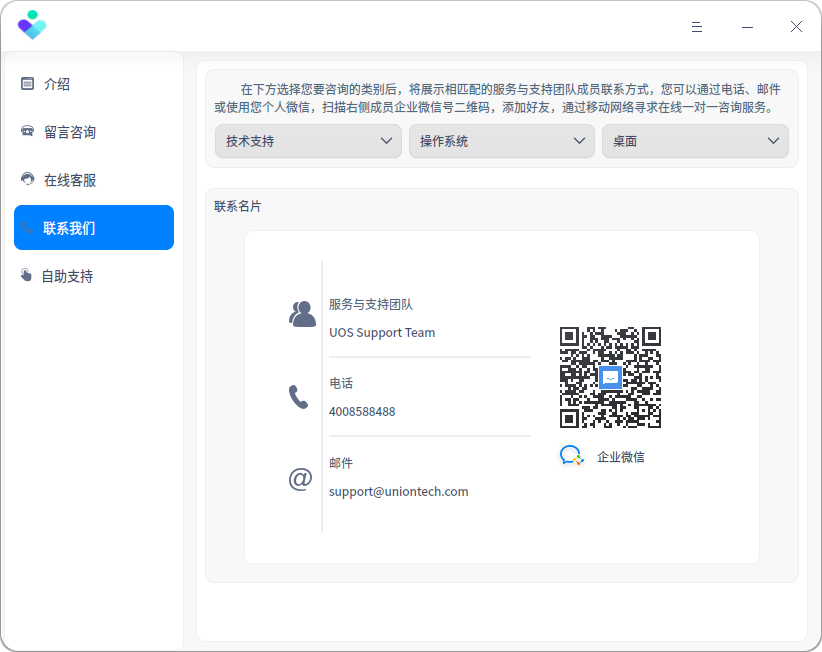 介绍
留言咨询
在线客服
联系我们
自助支持
在下方选择您要咨询的类别后，将展示相匹配的服务与支持团队成员联系方式，您可以通过电话、邮件
或使用您个人微信，扫描右侧成员企业微信号二维码，添加好友，通过移动网络寻求在线一对一咨询服务。
技术支持
操作系统
桌面
联系名片
服务与支持团队
UOS Support Team
电话
4008588488
邮件
support@uniontech.com
企业微信